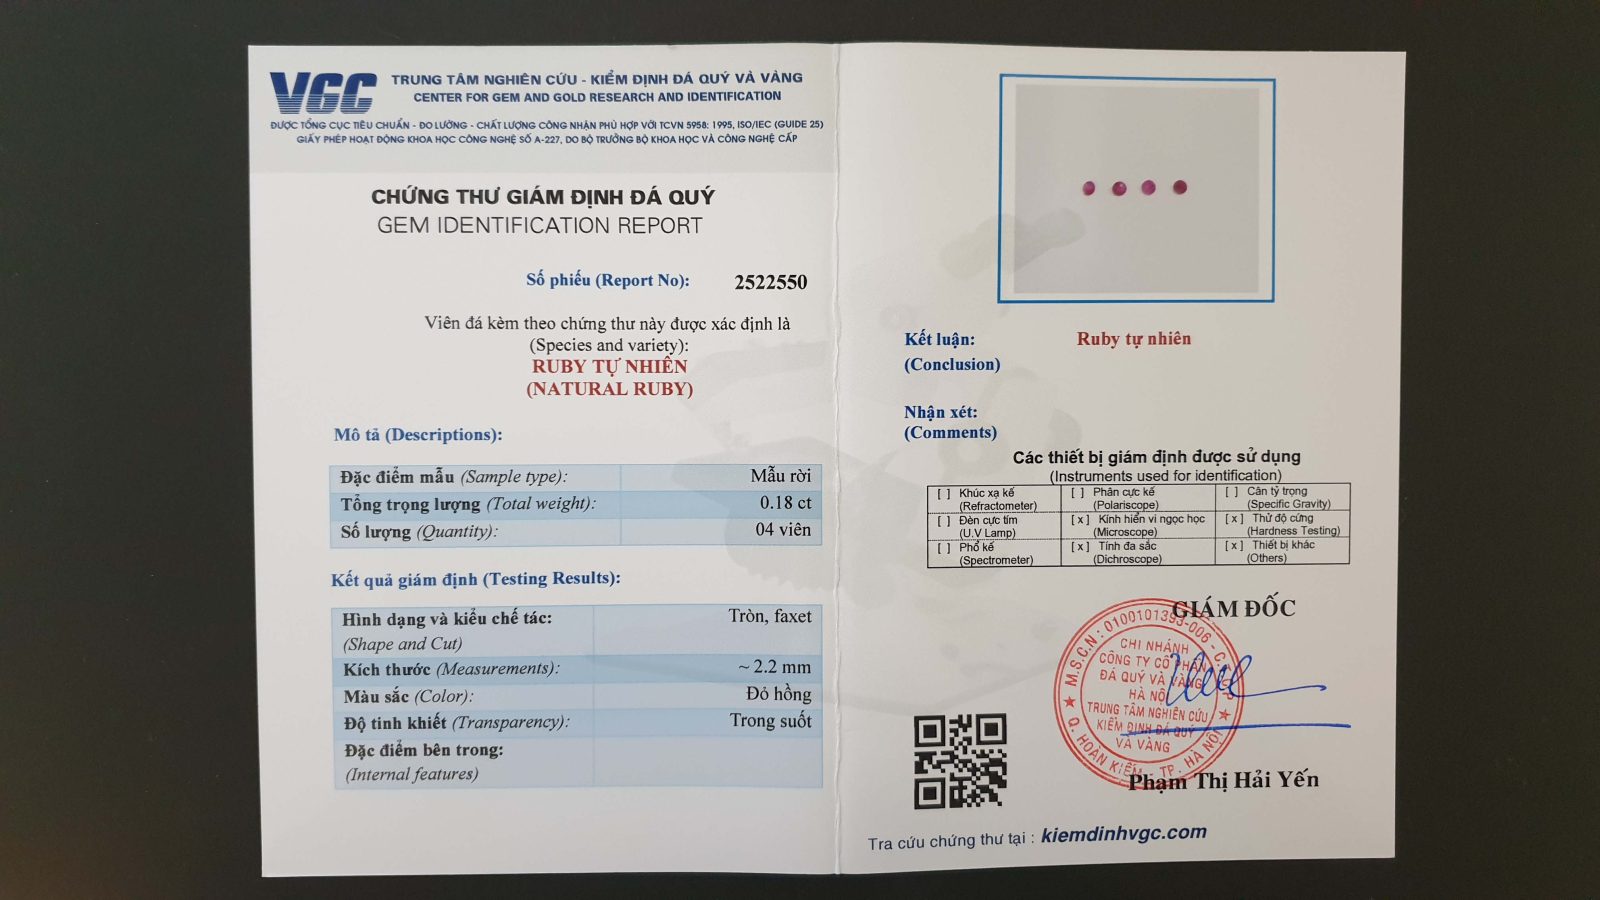 VGC
TRUNG TÂM NGHIÊN CỨU - KIỂM ĐỊNH ĐÁ QUÝ VÀ VÀNG
CENTER FOR GEM AND GOLD RESEARCH AND IDENTIFICATION
ĐƯỢC TỔNG CỤC TIÊU CHUẨN - ĐO LƯỜNG - CHẤT LƯỢNG CÔNG NHẬN PHÙ HỢP VỚI TCVN 5958: 1995, ISO/IEC (GUIDE 25)
GIẤY PHÉP HOẠT ĐỘNG KHOA HỌC CÔNG NGHỆ SỐ A-227, DO BỘ TRƯỞNG BỘ KHOA HỌC VÀ CÔNG NGHỆ CẤP
CHỨNG THƯ GIÁM ĐỊNH ĐÁ QUÝ
GEM IDENTIFICATION REPORT
Số phiếu (Report No): 2522550
Viên đá kèm theo chứng thư này được xác định là
(Species and variety):
RUBY TỰ NHIÊN
(NATURAL RUBY)
Mô tả (Descriptions):
Đặc điểm mẫu (Sample type): Mẫu rời
Tổng trọng lượng (Total weight): 0.18 ct
Số lượng (Quantity): 04 viên
Kết quả giám định (Testing Results):
Hình dạng và kiểu chế tác: Tròn, faxet
(Shape and Cut)
Kích thước (Measurements): ~ 2.2 mm
Màu sắc (Color): Đỏ hồng
Độ tinh khiết (Transparency): Trong suốt
Đặc điểm bên trong:
(Internal features)
Kết luận: Ruby tự nhiên
(Conclusion)
Nhận xét:
(Comments)
Các thiết bị giám định được sử dụng
(Instruments used for identification)
[ ] Khúc xạ kế [ ] Phân cực kế [ ] Cân tỷ trọng
(Refractometer) (Polariscope) (Specific Gravity)
[ ] Đèn cực tím [x] Kính hiển vi ngọc học [x] Thử độ cứng
(U.V Lamp) (Microscope) (Hardness Testing)
[ ] Phổ kế [x] Tính đa sắc [x] Thiết bị khác
(Spectrometer) (Dichroscope) (Others)
GIÁM ĐỐC
M.S.C.N: 0100101393-006
CHI NHÁNH
CÔNG TY CỔ PHẦN
ĐÁ QUÝ VÀ VÀNG
HÀ NỘI
TRUNG TÂM NGHIÊN CỨU
KIỂM ĐỊNH ĐÁ QUÝ
VÀ VÀNG
Q. HOÀN KIẾM - TP. HÀ NỘI
Phạm Thị Hải Yến
Tra cứu chứng thư tại : kiemdinhvgc.com